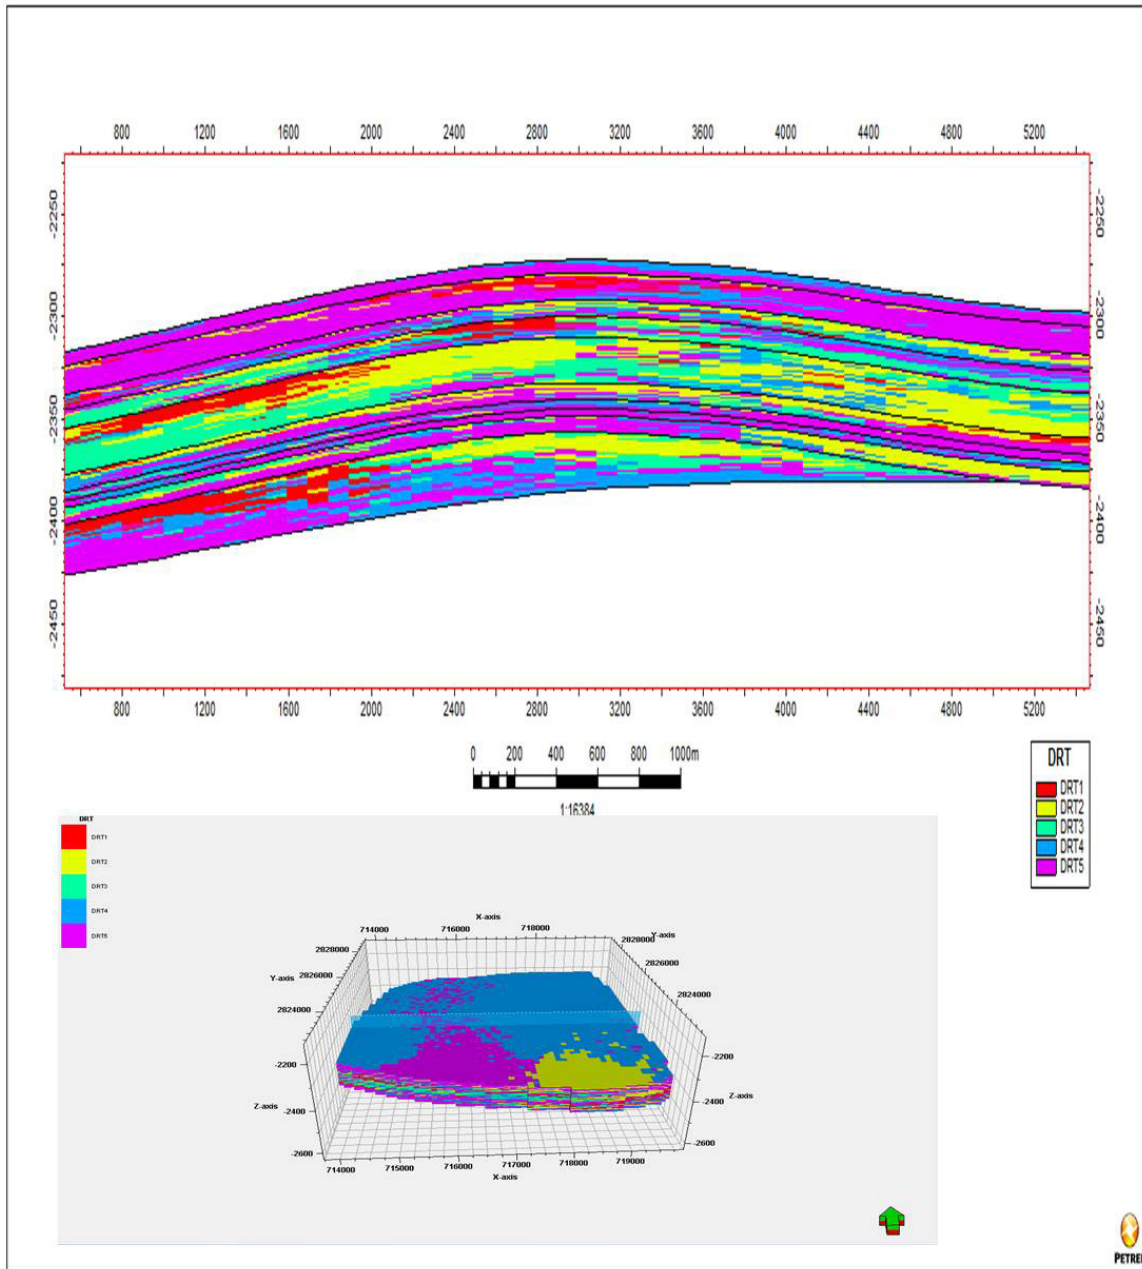 800 1200 1600 2000 2400 2800 3200 3600 4000 4400 4800 5200
-2250 -2250
-2300 -2300
-2350 -2350
-2400 -2400
-2450 -2450
800 1200 1600 2000 2400 2800 3200 3600 4000 4400 4800 5200
0 200 400 600 800 1000m
1:16384
DRT
DRT1
DRT2
DRT3
DRT4
DRT5
DRT
DRT1
DRT2
DRT3
DRT4
DRT5
X-axis
714000 716000 718000
Y-axis
2828000 2828000
2826000 2826000
Y-axis
2824000 2824000
-2200 -2200
Z-axis -2400 -2400 Z-axis
-2600 -2600
714000 715000 716000 717000 718000 719000
X-axis